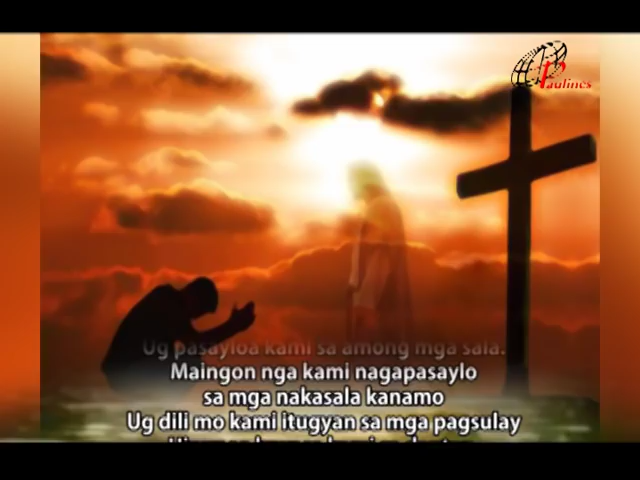 Paulines
Ug pasayloa kami sa among mga sala.
Maingon nga kami nagapasaylo
sa mga nakasala kanamo
Ug dili mo kami itugyan sa mga pagsulay